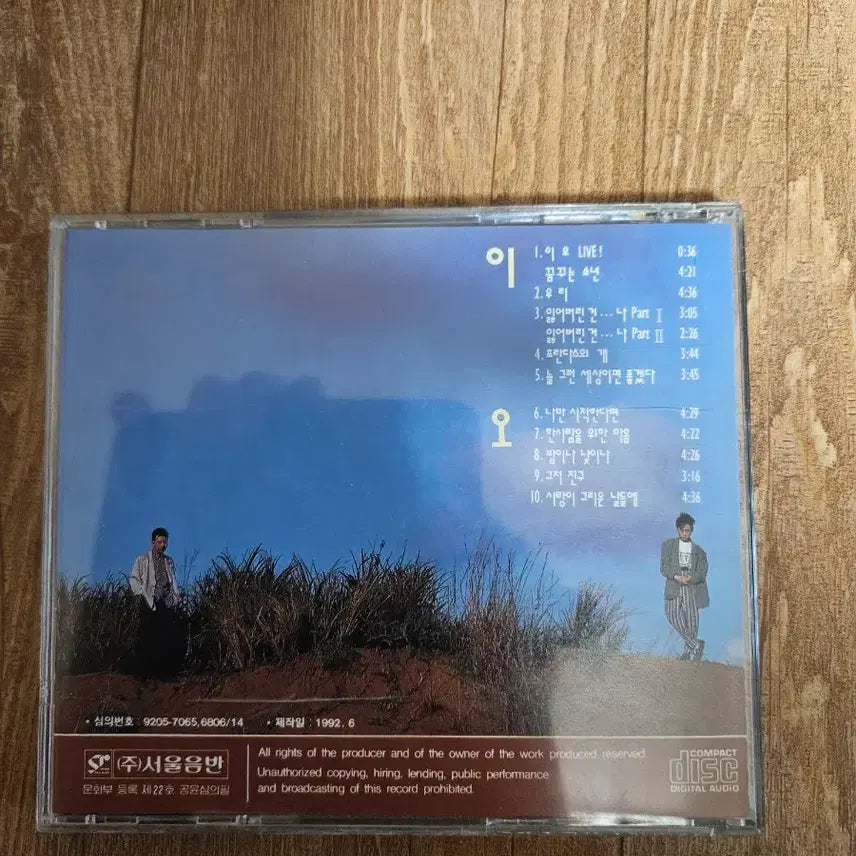 이
1. 이 오 LIVE! 0:36
꿈꾸는 소년 4:21
2. 우 리 4:36
3. 잃어버린 건··· 나 Part I 3:05
잃어버린 건··· 나 Part II 2:26
4. 프란다스의 개 3:44
5. 늘 그런 세상이면 좋겠다 3:45
오
6. 나만 시작한다면 4:29
7. 한사람을 위한 마음 4:22
8. 밤이나 낮이나 4:26
9. 그저 친구 3:16
10. 사랑이 그리운 날들에 4:36
• 심의번호 : 9205-7065,6806/14 • 제작일 : 1992. 6
(주)서울음반
문화부 등록 제22호 공윤심의필
All rights of the producer and of the owner of the work produced reserved.
Unauthorized copying, hiring, lending, public performance
and broadcasting of this record prohibited.
COMPACT
disc
DIGITAL AUDIO